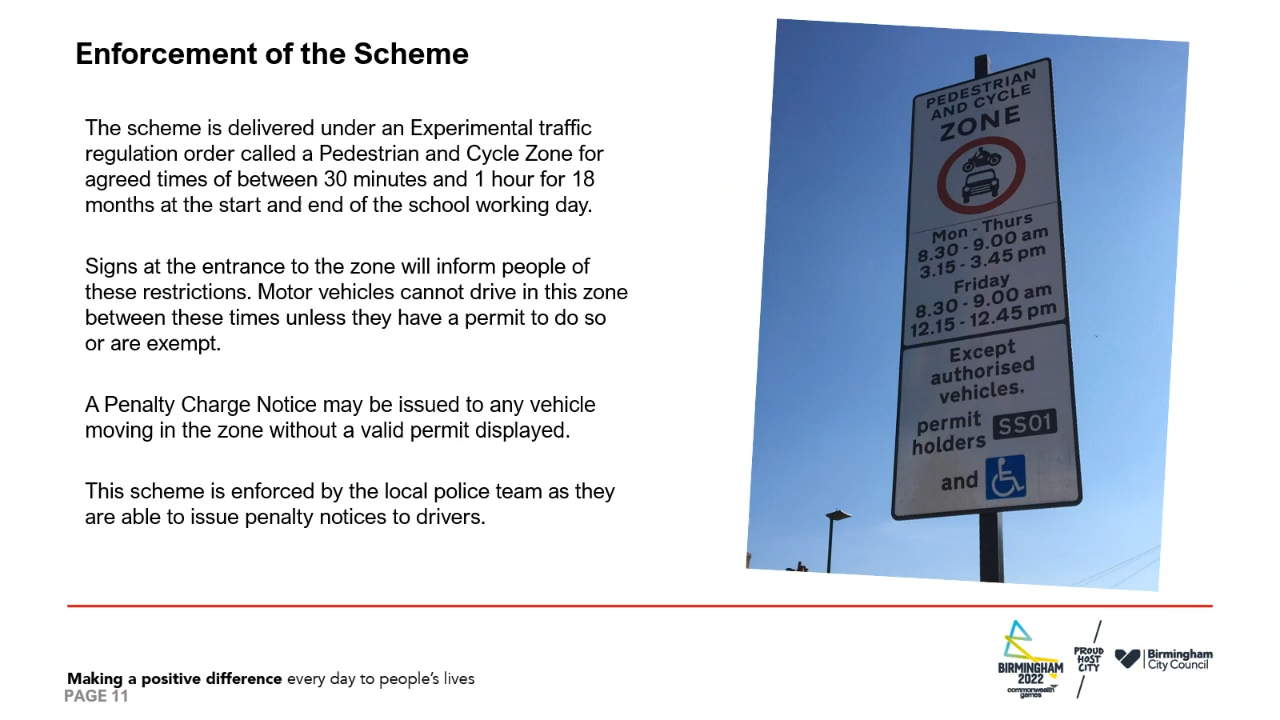 Enforcement of the Scheme
The scheme is delivered under an Experimental traffic
regulation order called a Pedestrian and Cycle Zone for
agreed times of between 30 minutes and 1 hour for 18
months at the start and end of the school working day.
Signs at the entrance to the zone will inform people of
these restrictions. Motor vehicles cannot drive in this zone
between these times unless they have a permit to do so
or are exempt.
A Penalty Charge Notice may be issued to any vehicle
moving in the zone without a valid permit displayed.
This scheme is enforced by the local police team as they
are able to issue penalty notices to drivers.
PEDESTRIAN
AND CYCLE
ZONE
Mon - Thurs
8.30 - 9.00 am
3.15 - 3.45 pm
Friday
8.30 - 9.00 am
12.15 - 12.45 pm
Except
authorised
vehicles,
permit
holders SS01
and
Making a positive difference every day to people's lives
PAGE 11
BIRMINGHAM
2022
commonwealth
games
PROUD
HOST
CITY
Birmingham
City Council